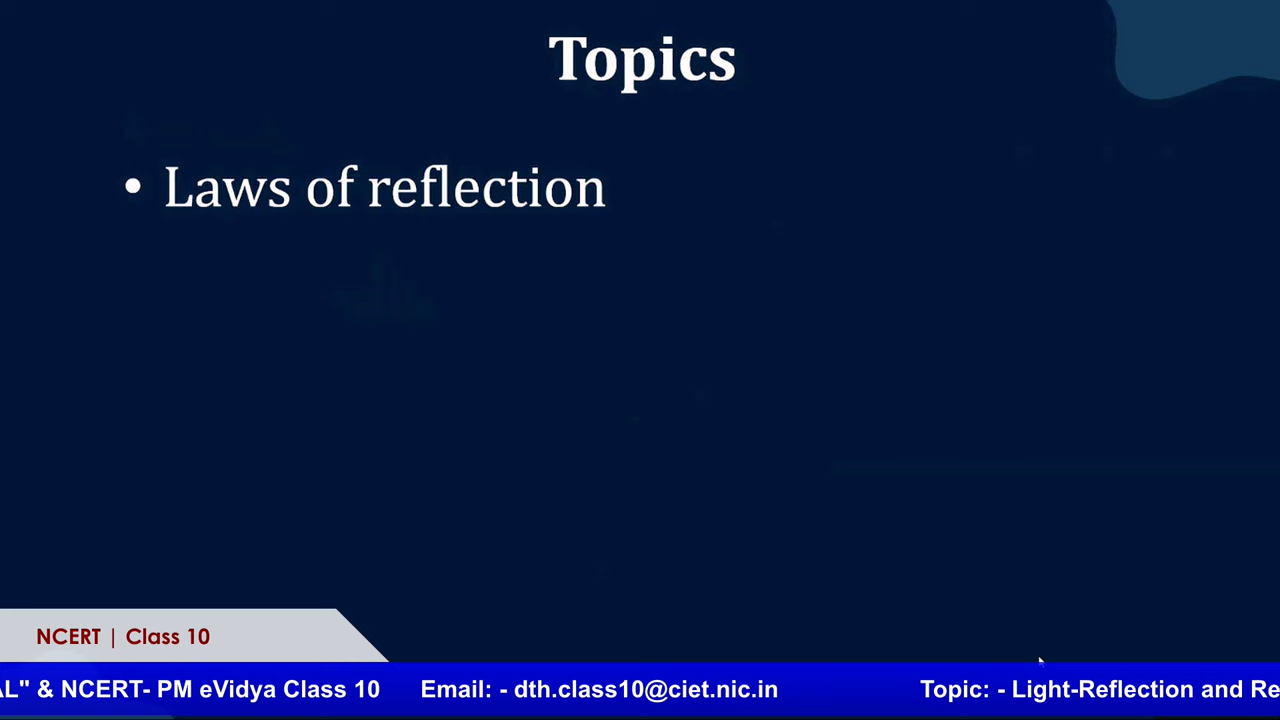 Topics
• Laws of reflection
NCERT | Class 10
AL" & NCERT- PM eVidya Class 10 Email: - dth.class10@ciet.nic.in Topic: - Light-Reflection and Re